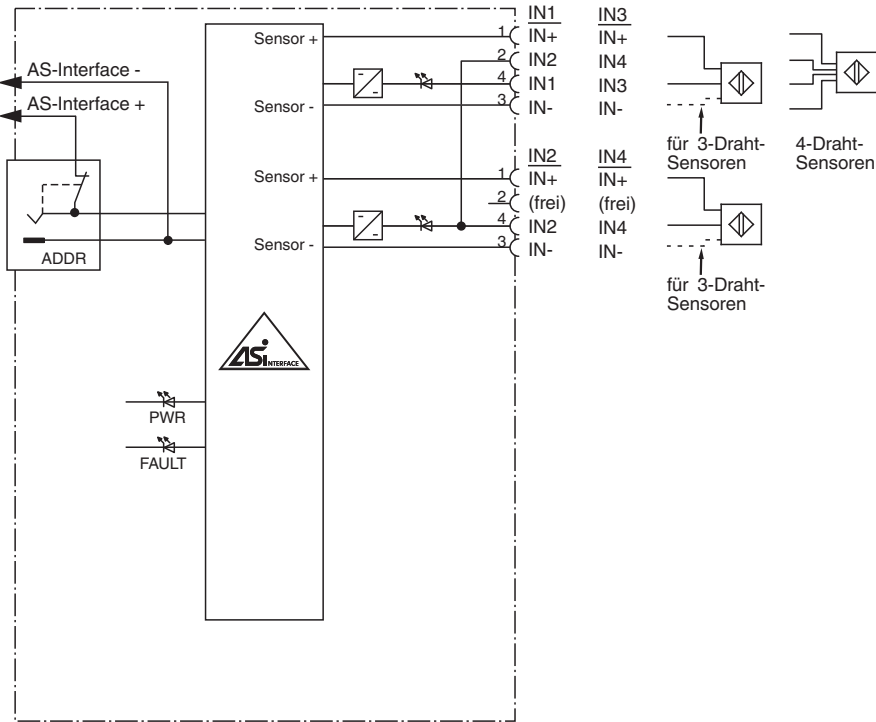 AS-Interface -
AS-Interface +
ADDR
Sensor +
Sensor -
Sensor +
Sensor -
ASi INTERFACE
PWR
FAULT
IN1 IN3
1 IN+ IN+
2 IN2 IN4
4 IN1 IN3
3 IN- IN-
IN2 IN4
1 IN+ IN+
2 (frei) (frei)
4 IN2 IN4
3 IN- IN-
für 3-Draht-
Sensoren
4-Draht-
Sensoren
für 3-Draht-
Sensoren